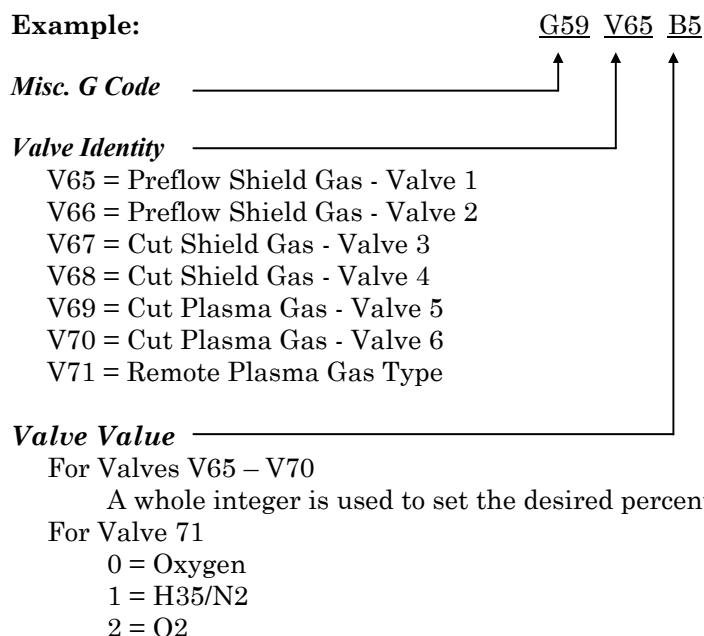 Example: G59 V65 B5
Misc. G Code
Valve Identity
V65 = Preflow Shield Gas - Valve 1
V66 = Preflow Shield Gas - Valve 2
V67 = Cut Shield Gas - Valve 3
V68 = Cut Shield Gas - Valve 4
V69 = Cut Plasma Gas - Valve 5
V70 = Cut Plasma Gas - Valve 6
V71 = Remote Plasma Gas Type
Valve Value
For Valves V65 – V70
A whole integer is used to set the desired percen
For Valve 71
0 = Oxygen
1 = H35/N2
2 = O2